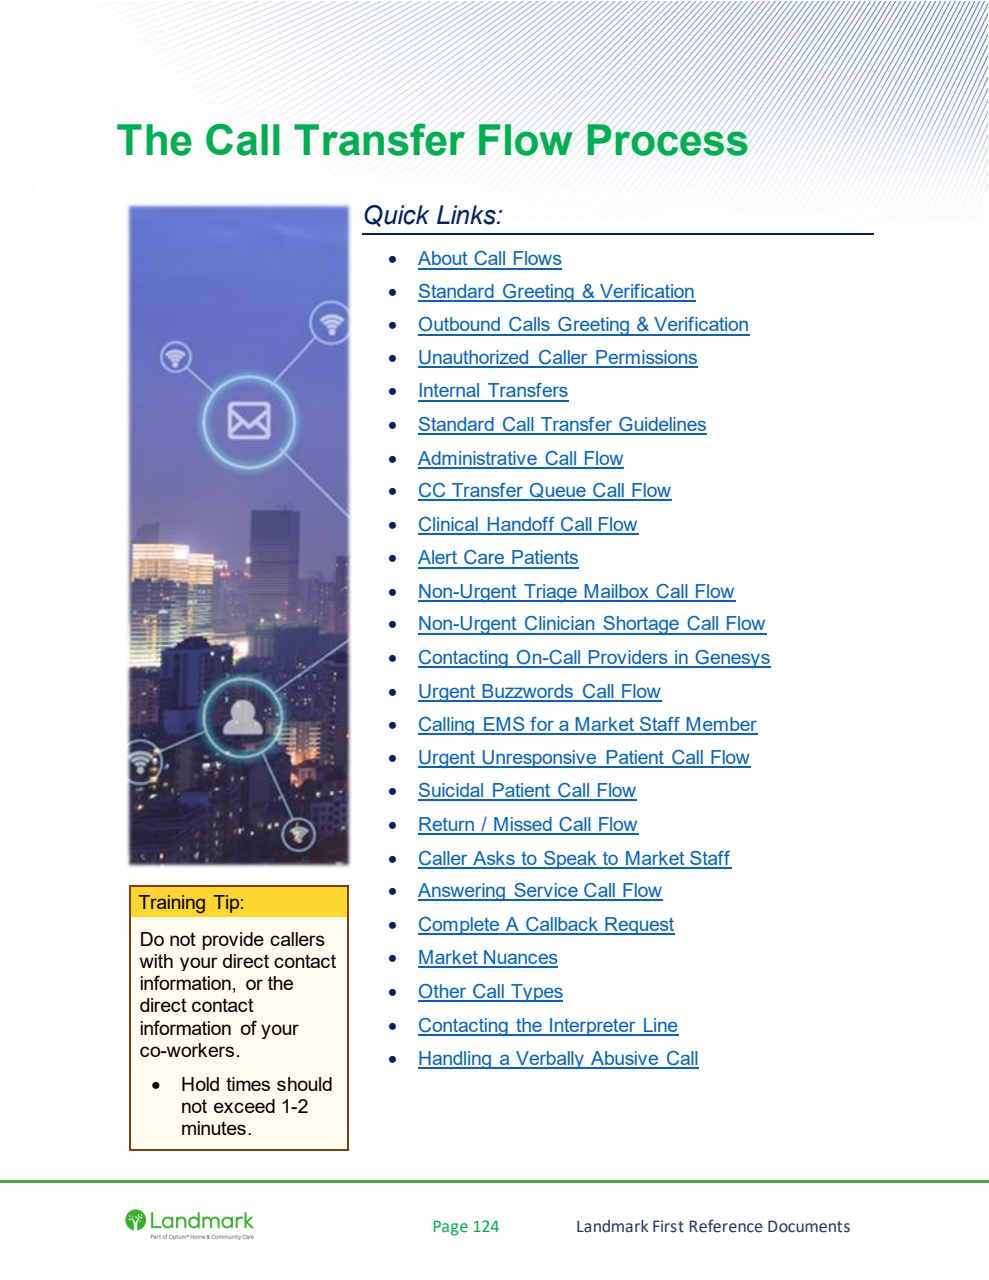 The Call Transfer Flow Process
Quick Links:
• About Call Flows
• Standard Greeting & Verification
• Outbound Calls Greeting & Verification
• Unauthorized Caller Permissions
• Internal Transfers
• Standard Call Transfer Guidelines
• Administrative Call Flow
• CC Transfer Queue Call Flow
• Clinical Handoff Call Flow
• Alert Care Patients
• Non-Urgent Triage Mailbox Call Flow
• Non-Urgent Clinician Shortage Call Flow
• Contacting On-Call Providers in Genesys
• Urgent Buzzwords Call Flow
• Calling EMS for a Market Staff Member
• Urgent Unresponsive Patient Call Flow
• Suicidal Patient Call Flow
• Return / Missed Call Flow
• Caller Asks to Speak to Market Staff
• Answering Service Call Flow
• Complete A Callback Request
• Market Nuances
• Other Call Types
• Contacting the Interpreter Line
• Handling a Verbally Abusive Call
Training Tip:
Do not provide callers
with your direct contact
information, or the
direct contact
information of your
co-workers.
• Hold times should
not exceed 1-2
minutes.
Landmark
Part of Optum® Home & Community Care
Page 124
Landmark First Reference Documents